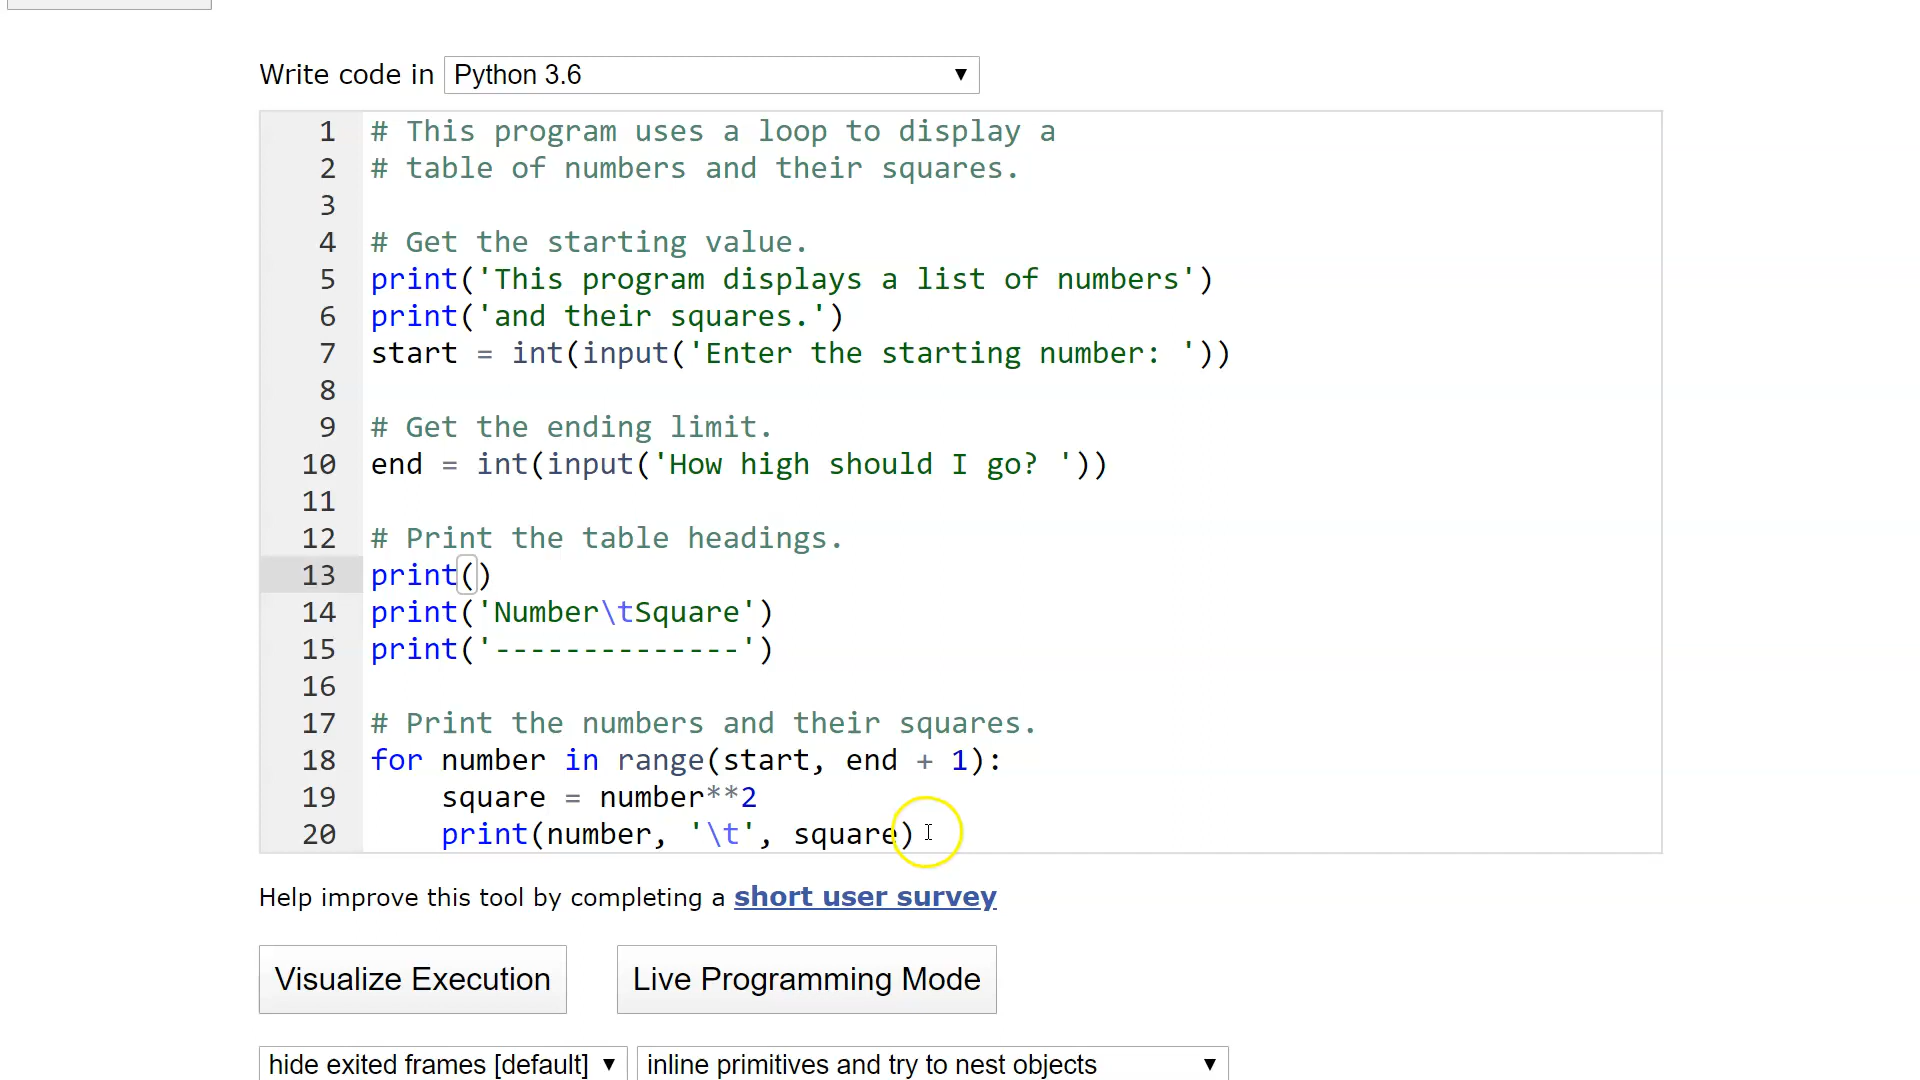 Write code in Python 3.6 ▼
1 # This program uses a loop to display a
2 # table of numbers and their squares.
3
4 # Get the starting value.
5 print('This program displays a list of numbers')
6 print('and their squares.')
7 start = int(input('Enter the starting number: '))
8
9 # Get the ending limit.
10 end = int(input('How high should I go? '))
11
12 # Print the table headings.
13 print()
14 print('Number\tSquare')
15 print('--------------')
16
17 # Print the numbers and their squares.
18 for number in range(start, end + 1):
19     square = number**2
20     print(number, '\t', square)
Help improve this tool by completing a short user survey
Visualize Execution Live Programming Mode
hide exited frames [default] ▼ inline primitives and try to nest objects ▼